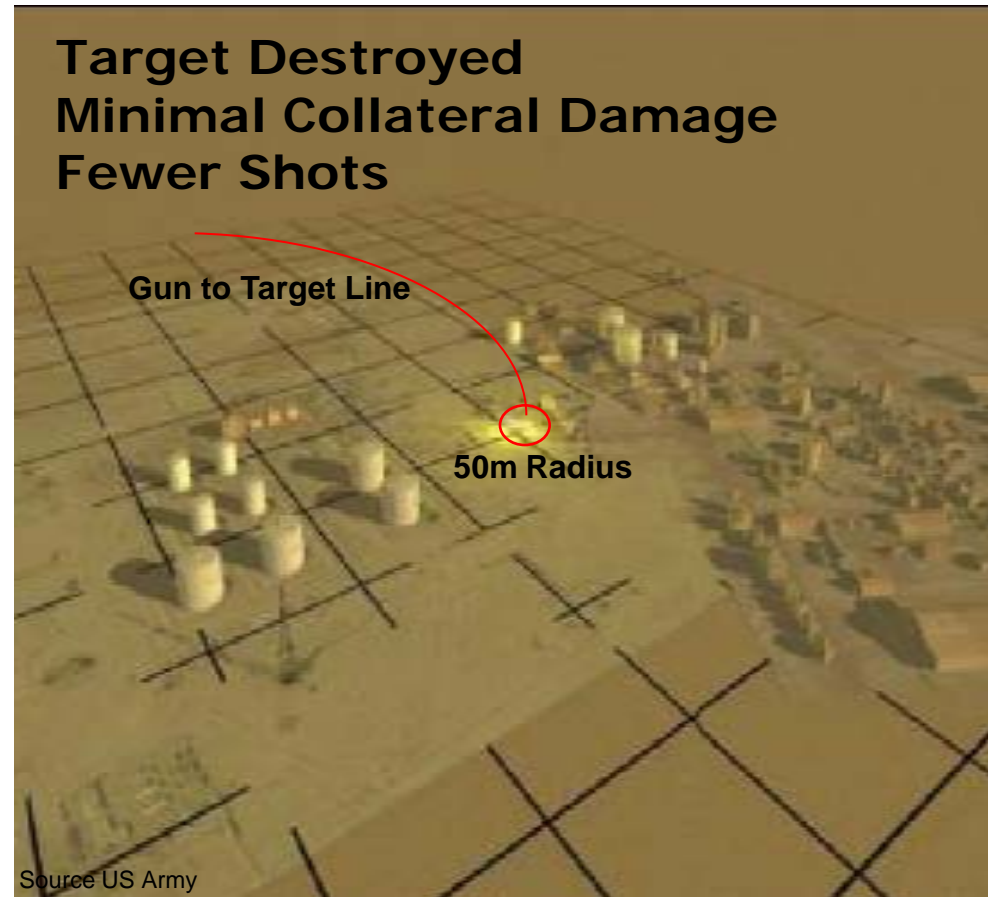 Target Destroyed
Minimal Collateral Damage
Fewer Shots
Gun to Target Line
50m Radius
Source US Army